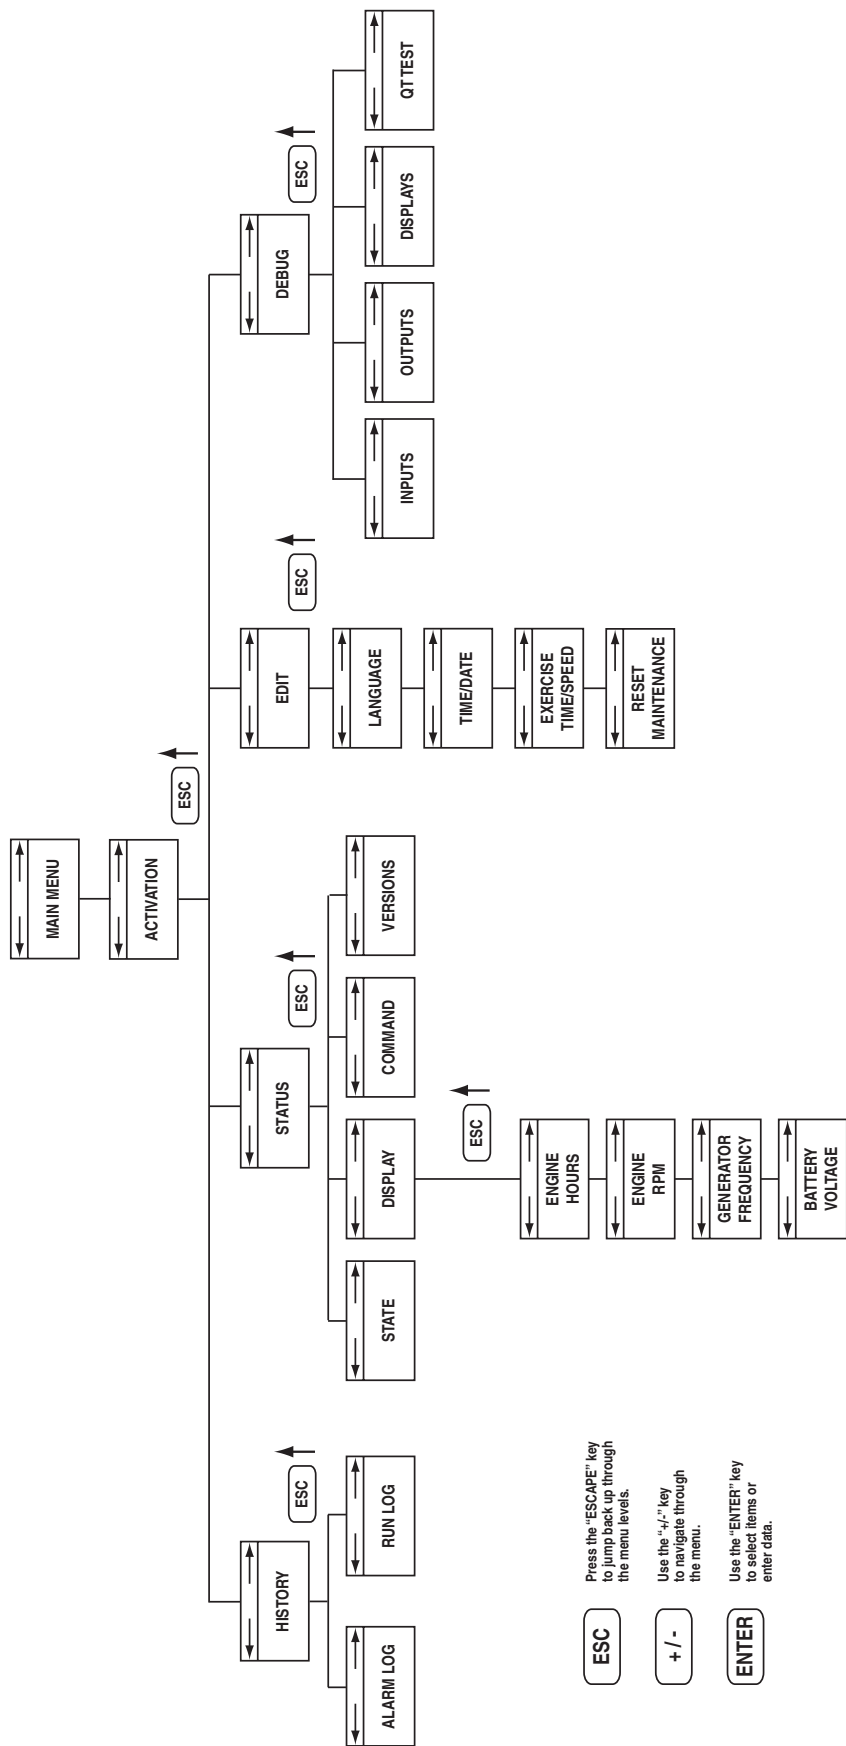 MAIN MENU
ACTIVATION
ESC
HISTORY
STATUS
EDIT
DEBUG
ESC
ESC
ESC
ESC
ALARM LOG
RUN LOG
STATE
DISPLAY
COMMAND
VERSIONS
LANGUAGE
TIME/DATE
EXERCISE
TIME/SPEED
RESET
MAINTENANCE
INPUTS
OUTPUTS
DISPLAYS
QT TEST
ESC
ENGINE
HOURS
ENGINE
RPM
GENERATOR
FREQUENCY
BATTERY
VOLTAGE
ESC
Press the "ESCAPE" key
to jump back up through
the menu levels.
+ / -
Use the "+/-" key
to navigate through
the menu.
ENTER
Use the "ENTER" key
to select items or
enter data.